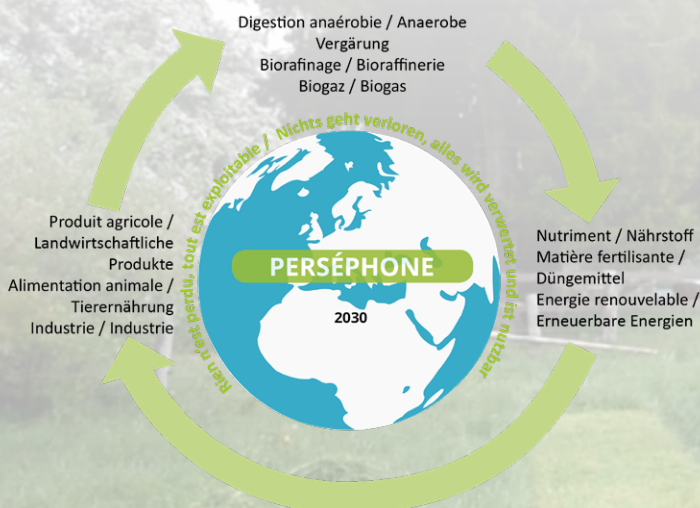 Digestion anaérobie / Anaerobe
Vergärung
Bioraffinage / Bioraffinerie
Biogaz / Biogas
Rien n'est perdu, tout est exploitable / Nichts geht verloren, alles wird verwertet und ist nutzbar
Produit agricole /
Landwirtschaftliche
Produkte
Alimentation animale /
Tierernährung
Industrie / Industrie
PERSÉPHONE
2030
Nutriment / Nährstoff
Matière fertilisante /
Düngemittel
Energie renouvelable /
Erneuerbare Energien